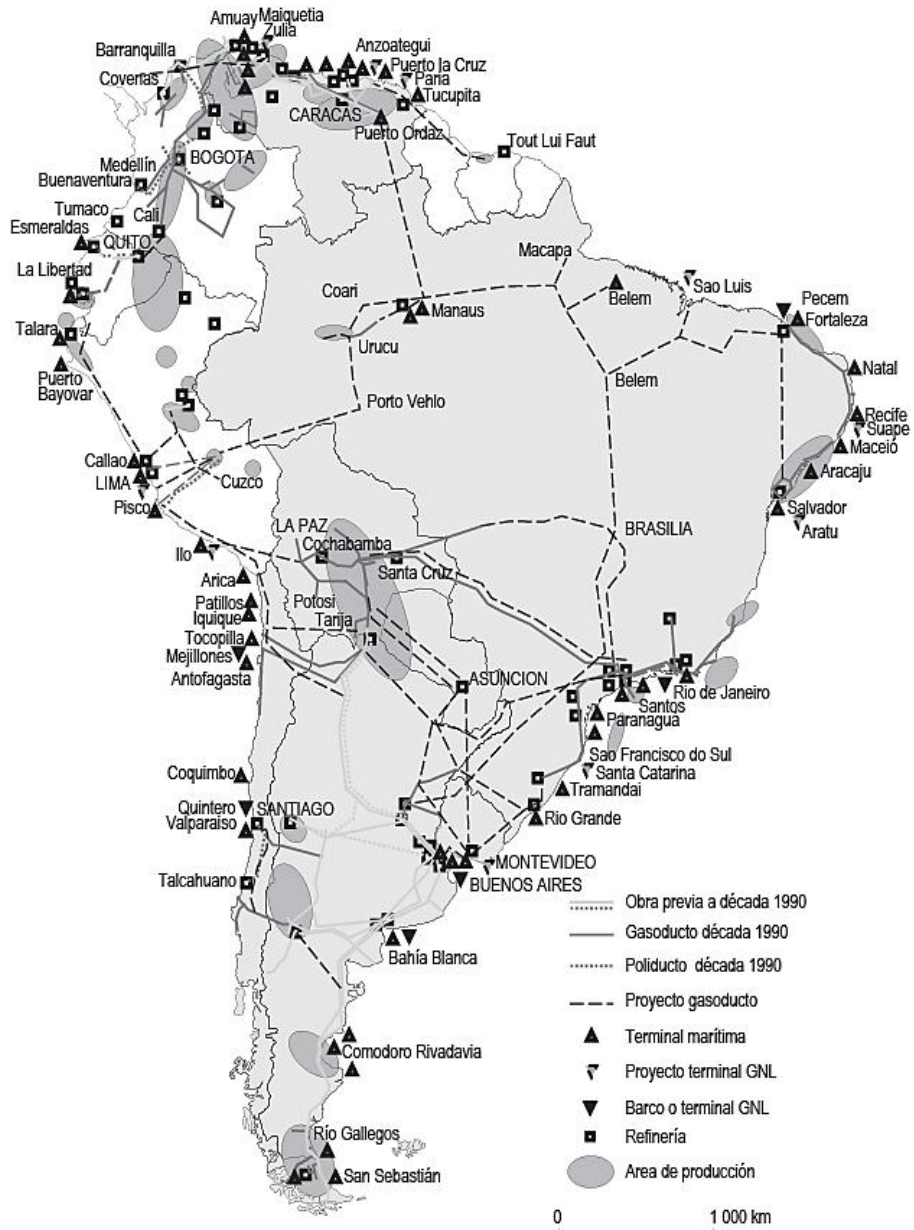 Amuay
Maiquetia
Zulia
Barranquilla
Anzoategui
Puerto la Cruz
Coveñas
Paria
Tucupita
CARACAS
Puerto Ordaz
Tout Lui Faut
Medellín
BOGOTA
Buenaventura
Tumaco
Cali
Esmeraldas
QUITO
La Libertad
Macapa
Coari
Belem
Sao Luis
Manaus
Pecem
Fortaleza
Talara
Urucu
Natal
Puerto
Bayovar
Belem
Porto Vehlo
Recife
Suape
Maceió
Callao
Aracaju
LIMA
Cuzco
Pisco
Salvador
Aratu
LA PAZ
BRASILIA
Cochabamba
Ilo
Santa Cruz
Arica
Potosi
Patillos
Iquique
Tarija
Tocopilla
Mejillones
Antofagasta
ASUNCION
Rio de Janeiro
Santos
Paranagua
Sao Francisco do Sul
Santa Catarina
Coquimbo
Tramandai
Quintero
SANTIAGO
Valparaiso
Rio Grande
MONTEVIDEO
Talcahuano
BUENOS AIRES
Bahía Blanca
Comodoro Rivadavia
Río Gallegos
San Sebastián
Obra previa a década 1990
Gasoducto década 1990
Poliducto década 1990
Proyecto gasoducto
Terminal marítima
Proyecto terminal GNL
Barco o terminal GNL
Refinería
Area de producción
0 1 000 km